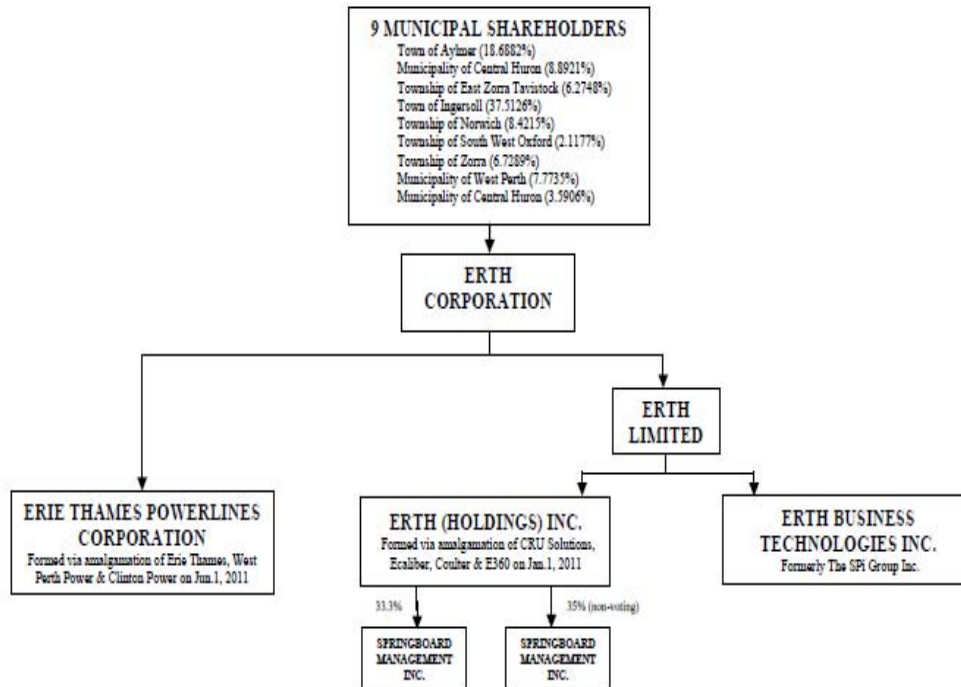 9 MUNICIPAL SHAREHOLDERS
Town of Aylmer (18.6882%)
Municipality of Central Huron (8.8921%)
Township of East Zorra Tavistock (6.2748%)
Town of Ingersoll (37.5126%)
Township of Norwich (8.4215%)
Township of South West Oxford (2.1177%)
Township of Zorra (6.7289%)
Municipality of West Perth (7.7735%)
Municipality of Central Huron (3.5906%)
ERTH
CORPORATION
ERTH
LIMITED
ERIE THAMES POWERLINES
CORPORATION
Formed via amalgamation of Erie Thames, West
Perth Power & Clinton Power on Jun.1, 2011
ERTH (HOLDINGS) INC.
Formed via amalgamation of CRU Solutions,
Ecaliber, Coulter & E360 on Jan.1, 2011
ERTH BUSINESS
TECHNOLOGIES INC.
Formerly The SPi Group Inc.
33.3%
35% (non-voting)
SPRINGBOARD
MANAGEMENT
INC.
SPRINGBOARD
MANAGEMENT
INC.